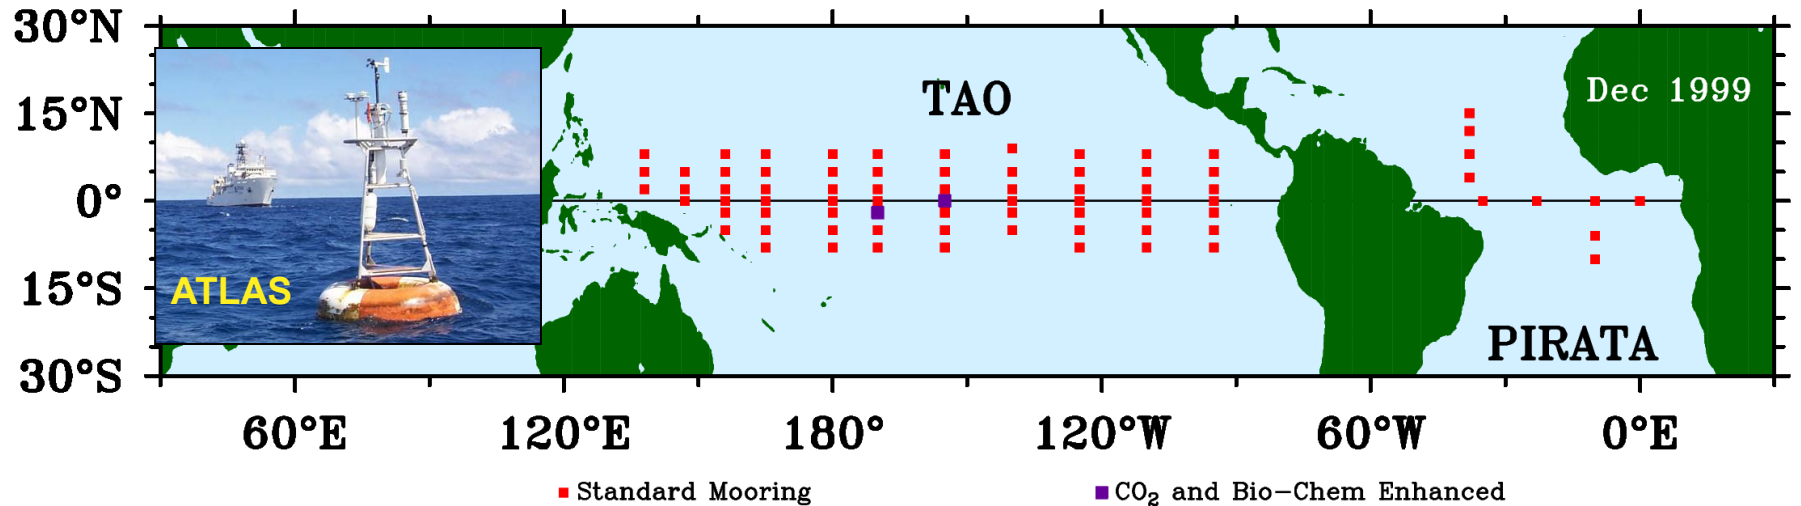 30°N
15°N
0°
15°S
30°S
TAO
Dec 1999
ATLAS
PIRATA
60°E 120°E 180° 120°W 60°W 0°E
Standard Mooring
CO₂ and Bio-Chem Enhanced